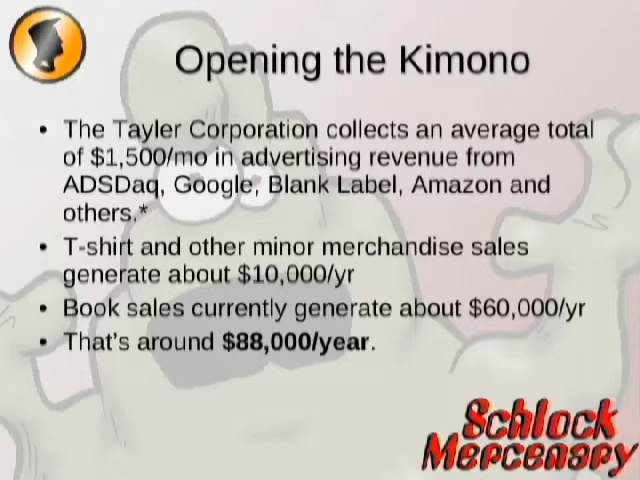 Opening the Kimono
• The Tayler Corporation collects an average total
of $1,500/mo in advertising revenue from
ADSDaq, Google, Blank Label, Amazon and
others.*
• T-shirt and other minor merchandise sales
generate about $10,000/yr
• Book sales currently generate about $60,000/yr
• That's around $88,000/year.
Schlock
Mercenary